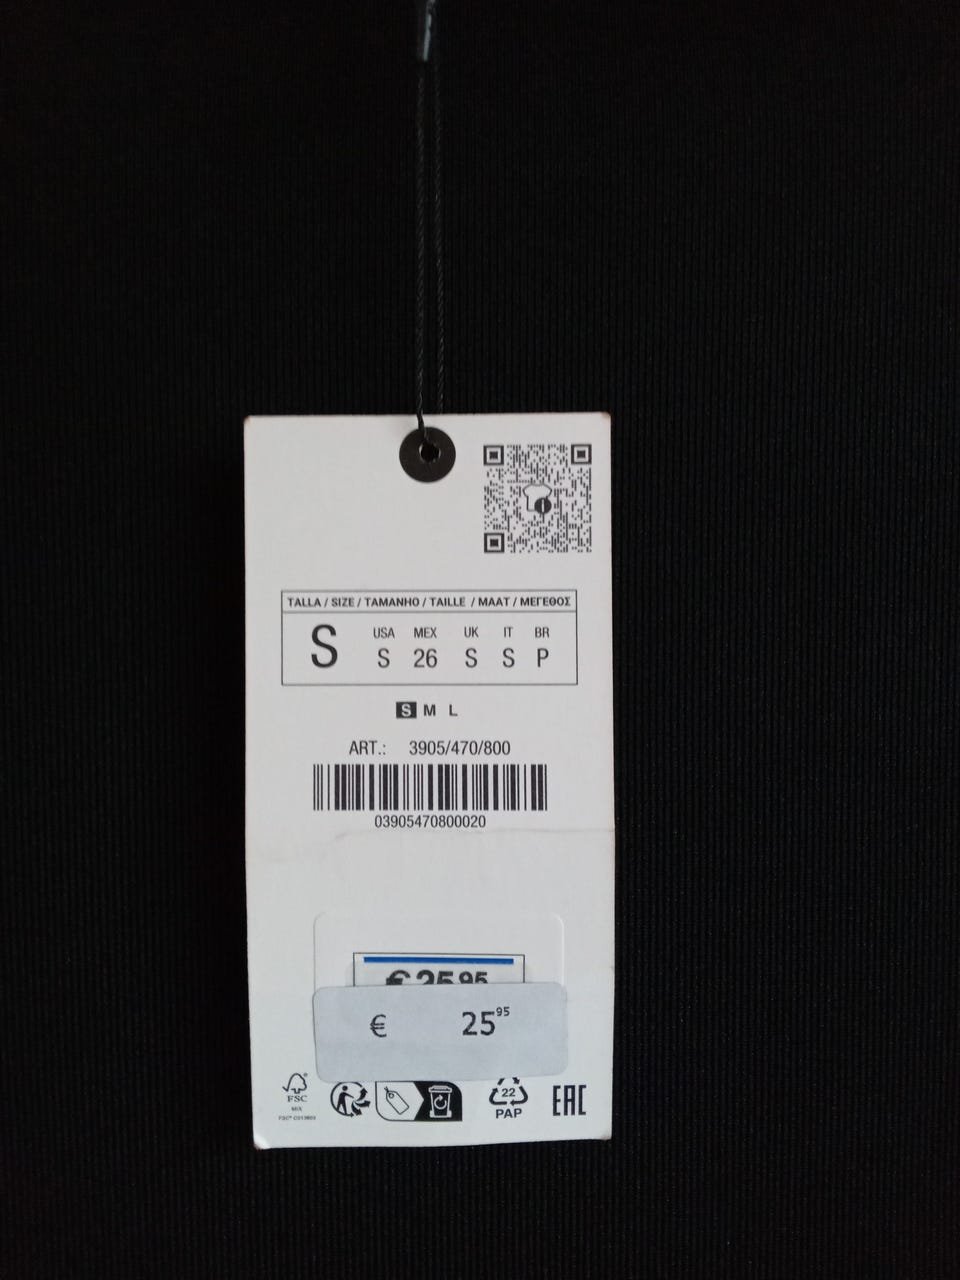 TALLA / SIZE / TAMANHO / TAILLE / MAAT / ΜΕΓΕΘΟΣ
S
USA MEX UK IT BR
S 26 S S P
S M L
ART.: 3905/470/800
03905470800020
€25.95
€ 25.95
FSC
MIX
22
PAP
EAC